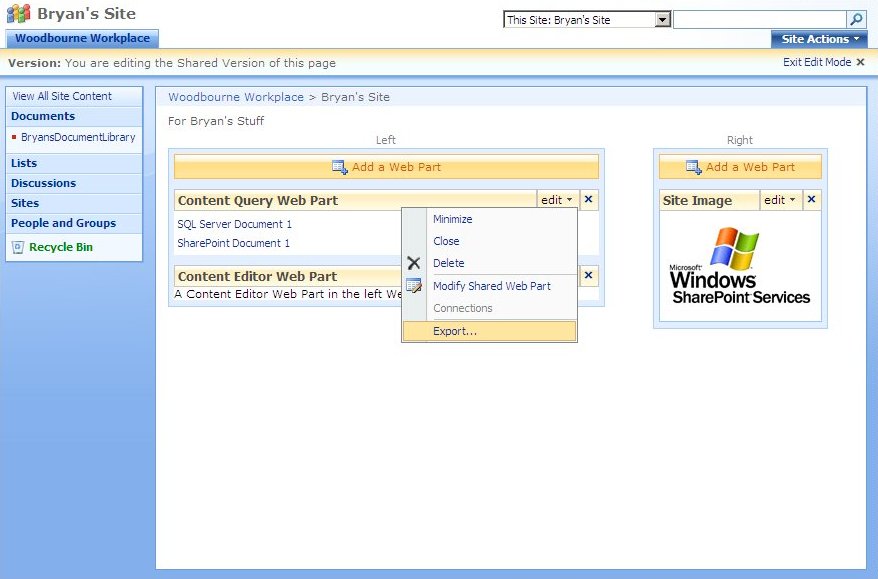 Bryan's Site
This Site: Bryan's Site
Woodbourne Workplace
Site Actions
Version: You are editing the Shared Version of this page
Exit Edit Mode
View All Site Content
Documents
BryansDocumentLibrary
Lists
Discussions
Sites
People and Groups
Recycle Bin
Woodbourne Workplace > Bryan's Site
For Bryan's Stuff
Left
Add a Web Part
Content Query Web Part
edit
SQL Server Document 1
SharePoint Document 1
Content Editor Web Part
A Content Editor Web Part in the left We
Minimize
Close
Delete
Modify Shared Web Part
Connections
Export...
Right
Add a Web Part
Site Image
edit
Microsoft
Windows
SharePoint Services